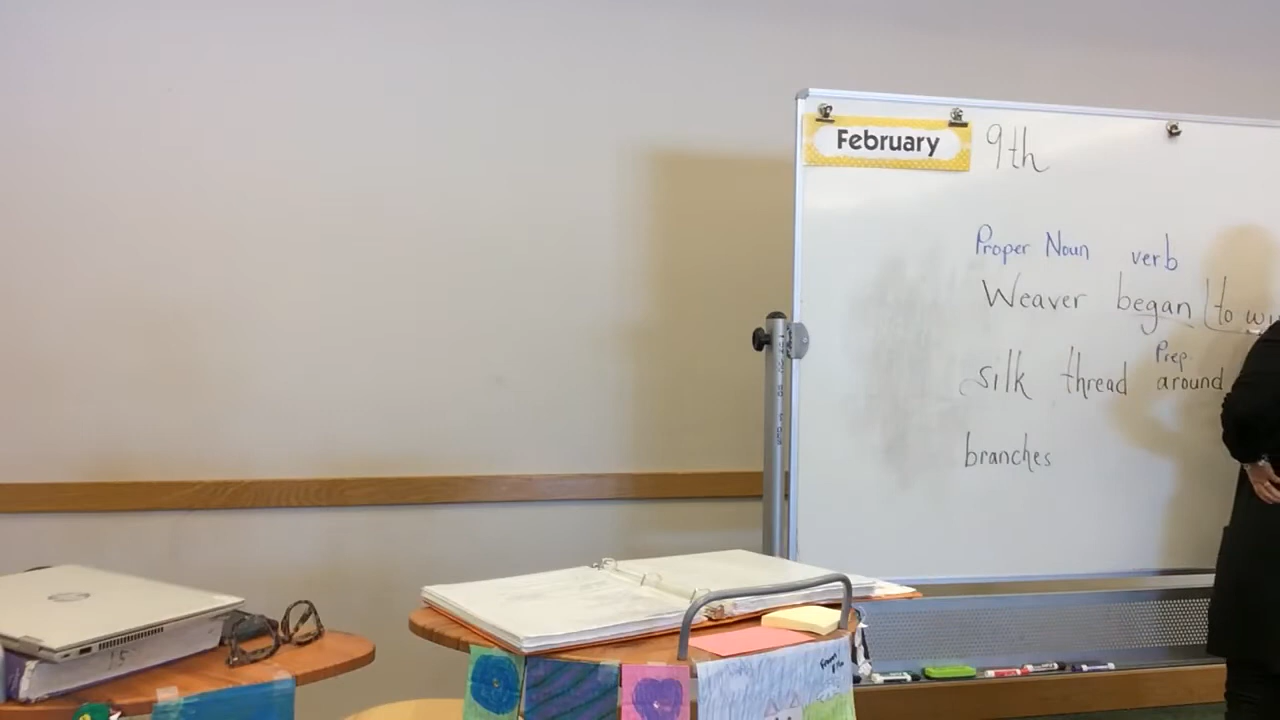 February 9th
Proper Noun verb
Weaver began (to
Prep.
silk thread around
branches